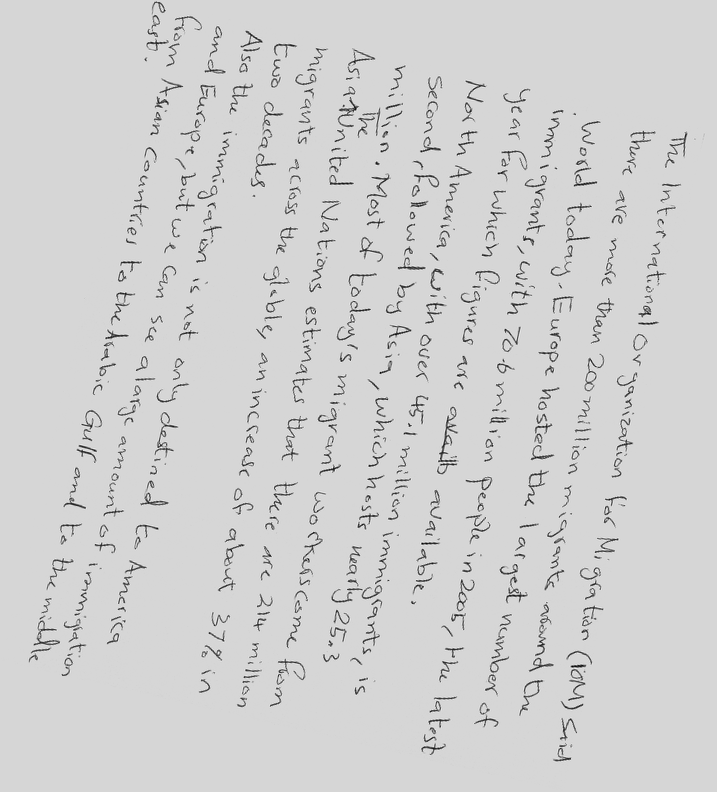 The International Organization for Migration (IOM) said
there are more than 200 million migrants around the
World today. Europe hosted the largest number of
immigrants, with 70.6 million people in 2005, the latest
year for which figures are available.
North America, with over 45.1 million immigrants, is
second, followed by Asia, which hosts nearly 25.3
million. Most of today's migrant workers come from
Asia. The United Nations estimates that there are 214 million
migrants across the globle, an increase of about 37% in
two decades.
Also the immigration is not only destined to America
and Europe, but we can see a large amount of immigration
from Asian Countries to the Arabic Gulf and to the middle
east.